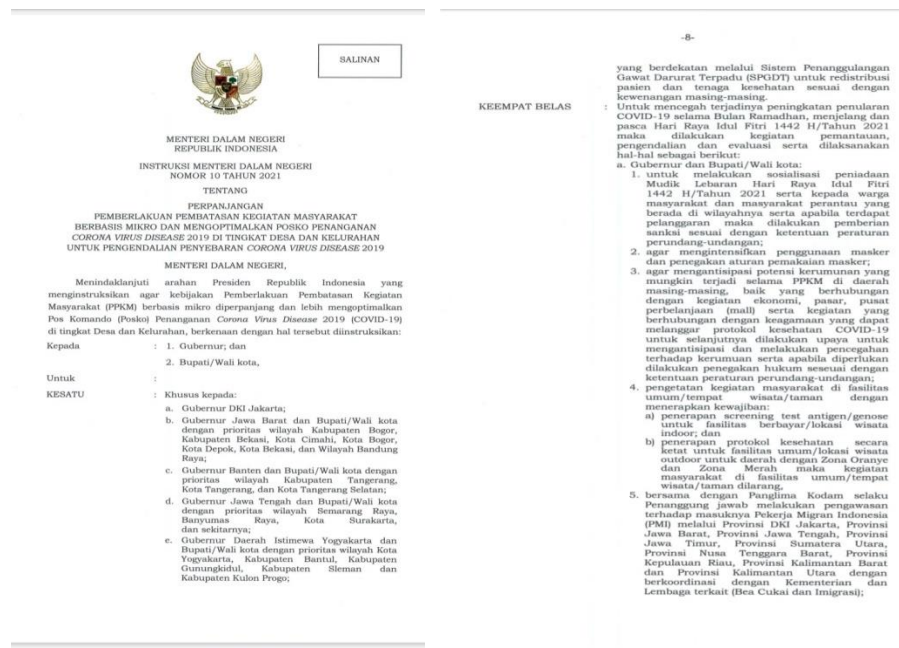 SALINAN
MENTERI DALAM NEGERI
REPUBLIK INDONESIA
INSTRUKSI MENTERI DALAM NEGERI
NOMOR 10 TAHUN 2021
TENTANG
PERPANJANGAN
PEMBERLAKUAN PEMBATASAN KEGIATAN MASYARAKAT
BERBASIS MIKRO DAN MENGOPTIMALKAN POSKO PENANGANAN
CORONA VIRUS DISEASE 2019 DI TINGKAT DESA DAN KELURAHAN
UNTUK PENGENDALIAN PENYEBARAN CORONA VIRUS DISEASE 2019
MENTERI DALAM NEGERI,
Menindaklanjuti arahan Presiden Republik Indonesia yang
menginstruksikan agar kebijakan Pemberlakuan Pembatasan Kegiatan
Masyarakat (PPKM) berbasis mikro diperpanjang dan lebih mengoptimalkan
Pos Komando (Posko) Penanganan Corona Virus Disease 2019 (COVID-19)
di tingkat Desa dan Kelurahan, berkenaan dengan hal tersebut diinstruksikan:
Kepada : 1. Gubernur; dan
2. Bupati/Wali kota,
Untuk :
KESATU : Khusus kepada:
a. Gubernur DKI Jakarta;
b. Gubernur Jawa Barat dan Bupati/Wali kota
dengan prioritas wilayah Kabupaten Bogor,
Kabupaten Bekasi, Kota Cimahi, Kota Bogor,
Kota Depok, Kota Bekasi, dan Wilayah Bandung
Raya;
c. Gubernur Banten dan Bupati/Wali kota dengan
prioritas wilayah Kabupaten Tangerang,
Kota Tangerang, dan Kota Tangerang Selatan;
d. Gubernur Jawa Tengah dan Bupati/Wali kota
dengan prioritas wilayah Semarang Raya,
Banyumas Raya, Kota Surakarta,
dan sekitarnya;
e. Gubernur Daerah Istimewa Yogyakarta dan
Bupati/Wali kota dengan prioritas wilayah Kota
Yogyakarta, Kabupaten Bantul, Kabupaten
Gunungkidul, Kabupaten Sleman dan
Kabupaten Kulon Progo;
-8-
yang berdekatan melalui Sistem Penanggulangan
Gawat Darurat Terpadu (SPGDT) untuk redistribusi
pasien dan tenaga kesehatan sesuai dengan
kewenangan masing-masing.
KEEMPAT BELAS : Untuk mencegah terjadinya peningkatan penularan
COVID-19 selama Bulan Ramadhan, menjelang dan
pasca Hari Raya Idul Fitri 1442 H/Tahun 2021
maka dilakukan kegiatan pemantauan,
pengendalian dan evaluasi serta dilaksanakan
hal-hal sebagai berikut:
a. Gubernur dan Bupati/Wali kota:
1. untuk melakukan sosialisasi peniadaan
Mudik Lebaran Hari Raya Idul Fitri
1442 H/Tahun 2021 serta kepada warga
masyarakat dan masyarakat perantau yang
berada di wilayahnya serta apabila terdapat
pelanggaran maka dilakukan pemberian
sanksi sesuai dengan ketentuan peraturan
perundang-undangan;
2. agar mengintensifkan penggunaan masker
dan penegakan aturan pemakaian masker;
3. agar mengantisipasi potensi kerumunan yang
mungkin terjadi selama PPKM di daerah
masing-masing, baik yang berhubungan
dengan kegiatan ekonomi, pasar, pusat
perbelanjaan (mall) serta kegiatan yang
berhubungan dengan keagamaan yang dapat
melanggar protokol kesehatan COVID-19
untuk selanjutnya dilakukan upaya untuk
mengantisipasi dan melakukan pencegahan
terhadap kerumuan serta apabila diperlukan
dilakukan penegakan hukum seseuai dengan
ketentuan peraturan perundang-undangan;
4. pengetatan kegiatan masyarakat di fasilitas
umum/tempat wisata/taman dengan
menerapkan kewajiban:
a) penerapan screening test antigen/genose
untuk fasilitas berbayar/lokasi wisata
indoor; dan
b) penerapan protokol kesehatan secara
ketat untuk fasilitas umum/lokasi wisata
outdoor untuk daerah dengan Zona Oranye
dan Zona Merah maka kegiatan
masyarakat di fasilitas umum/tempat
wisata/taman dilarang,
5. bersama dengan Panglima Kodam selaku
Penanggung jawab melakukan pengawasan
terhadap masuknya Pekerja Migran Indonesia
(PMI) melalui Provinsi DKI Jakarta, Provinsi
Jawa Barat, Provinsi Jawa Tengah, Provinsi
Jawa Timur, Provinsi Sumatera Utara,
Provinsi Nusa Tenggara Barat, Provinsi
Kepulauan Riau, Provinsi Kalimantan Barat
dan Provinsi Kalimantan Utara dengan
berkoordinasi dengan Kementerian dan
Lembaga terkait (Bea Cukai dan Imigrasi);